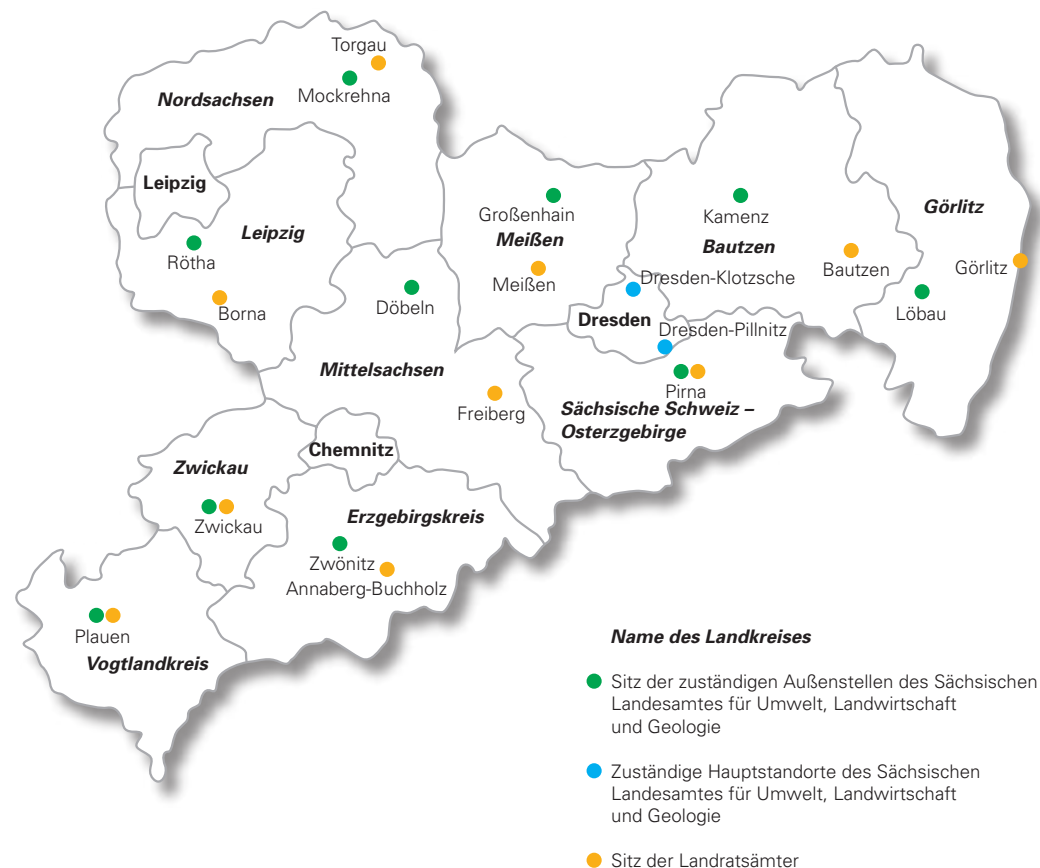 Torgau
Mockrehna
Nordsachsen
Leipzig
Leipzig
Rötha
Borna
Großenhain
Meißen
Meißen
Kamenz
Bautzen
Bautzen
Görlitz
Görlitz
Löbau
Döbeln
Dresden-Klotzsche
Dresden
Dresden-Pillnitz
Pirna
Sächsische Schweiz –
Osterzgebirge
Mittelsachsen
Freiberg
Chemnitz
Zwickau
Zwickau
Erzgebirgskreis
Zwönitz
Annaberg-Buchholz
Plauen
Vogtlandkreis
Name des Landkreises
Sitz der zuständigen Außenstellen des Sächsischen
Landesamtes für Umwelt, Landwirtschaft
und Geologie
Zuständige Hauptstandorte des Sächsischen
Landesamtes für Umwelt, Landwirtschaft
und Geologie
Sitz der Landratsämter